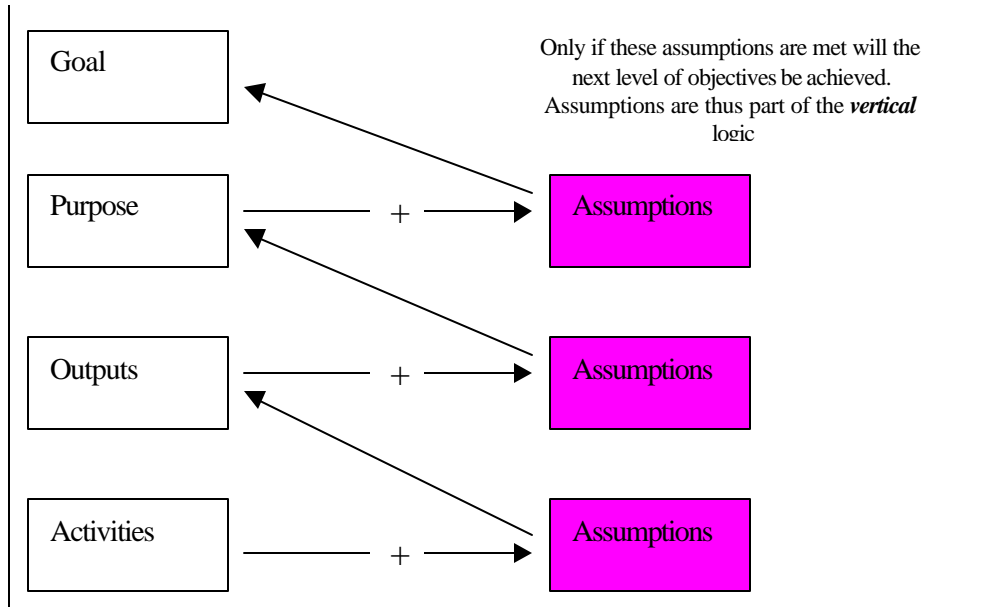 Goal
Only if these assumptions are met will the
next level of objectives be achieved.
Assumptions are thus part of the vertical
logic
Purpose
+
Assumptions
Outputs
+
Assumptions
Activities
+
Assumptions